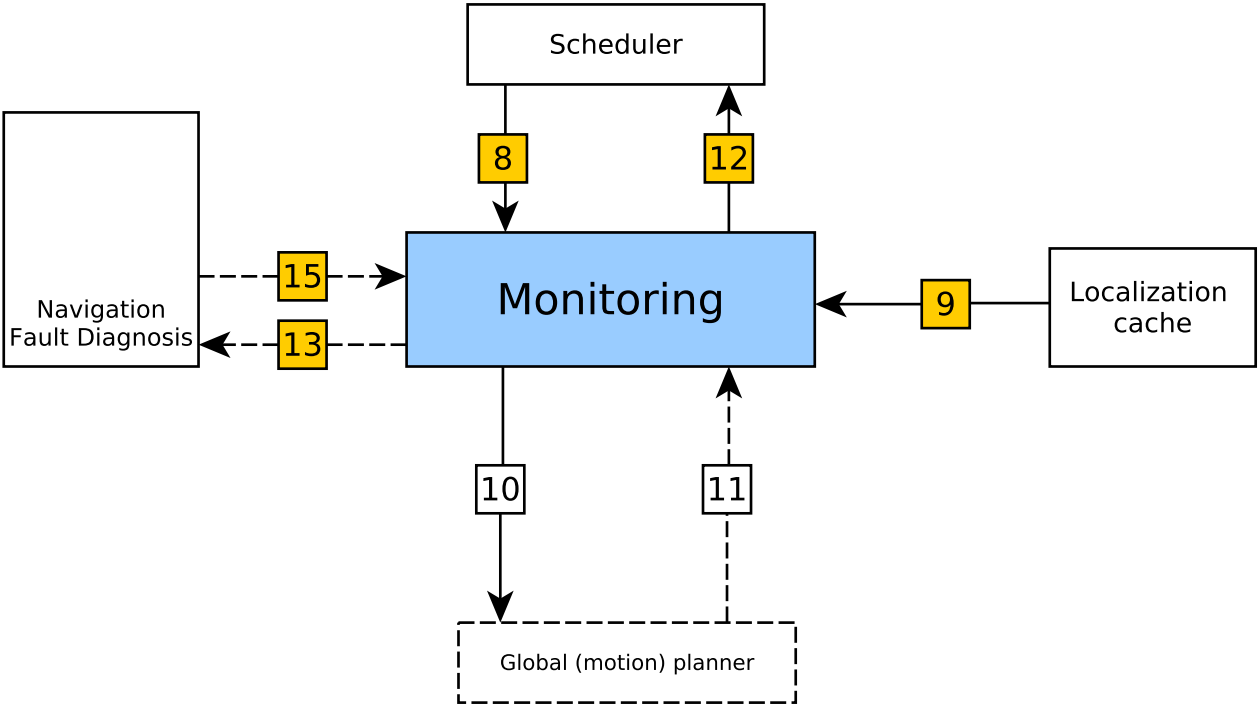 Scheduler
8
12
15
Navigation
Fault Diagnosis
13
Monitoring
9
Localization
cache
10
11
Global (motion) planner